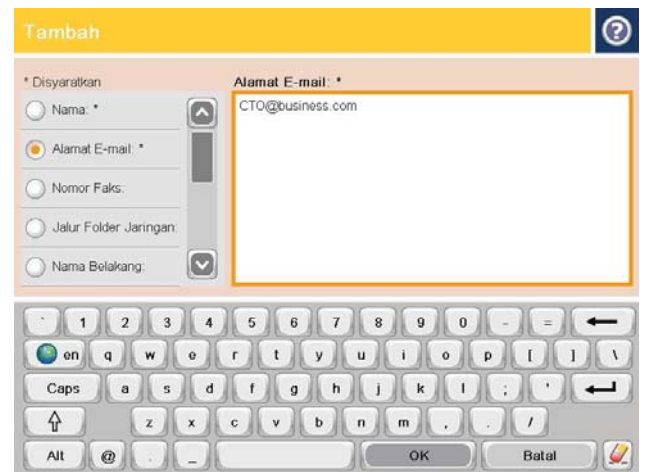 Tambah
?
* Disyaratkan
Alamat E-mail: *
Nama: *
CTO@business.com
Alamat E-mail: *
Nomor Faks:
Jalur Folder Jaringan:
Nama Belakang:
` 1 2 3 4 5 6 7 8 9 0 - =
en q w e r t y u i o p [ ] \
Caps a s d f g h j k l ; '
z x c v b n m , . /
Alt @ . _ OK Batal